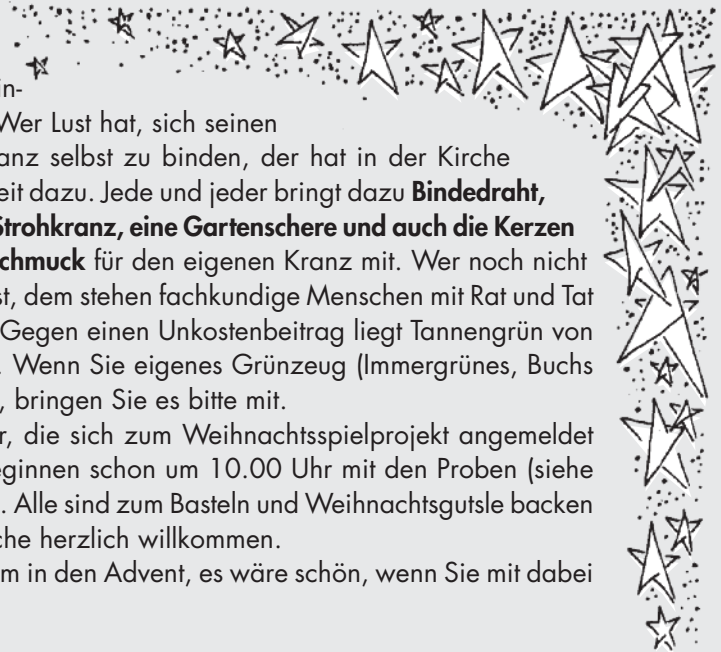 in-
Wer Lust hat, sich seinen
anz selbst zu binden, der hat in der Kirche
eit dazu. Jede und jeder bringt dazu Bindedraht,
Strohkranz, eine Gartenschere und auch die Kerzen
chmuck für den eigenen Kranz mit. Wer noch nicht
st, dem stehen fachkundige Menschen mit Rat und Tat
Gegen einen Unkostenbeitrag liegt Tannengrün von
. Wenn Sie eigenes Grünzeug (Immergrünes, Buchs
, bringen Sie es bitte mit.
r, die sich zum Weihnachtsspielprojekt angemeldet
eginnen schon um 10.00 Uhr mit den Proben (siehe
. Alle sind zum Basteln und Weihnachtsgutsle backen
che herzlich willkommen.
m in den Advent, es wäre schön, wenn Sie mit dabei